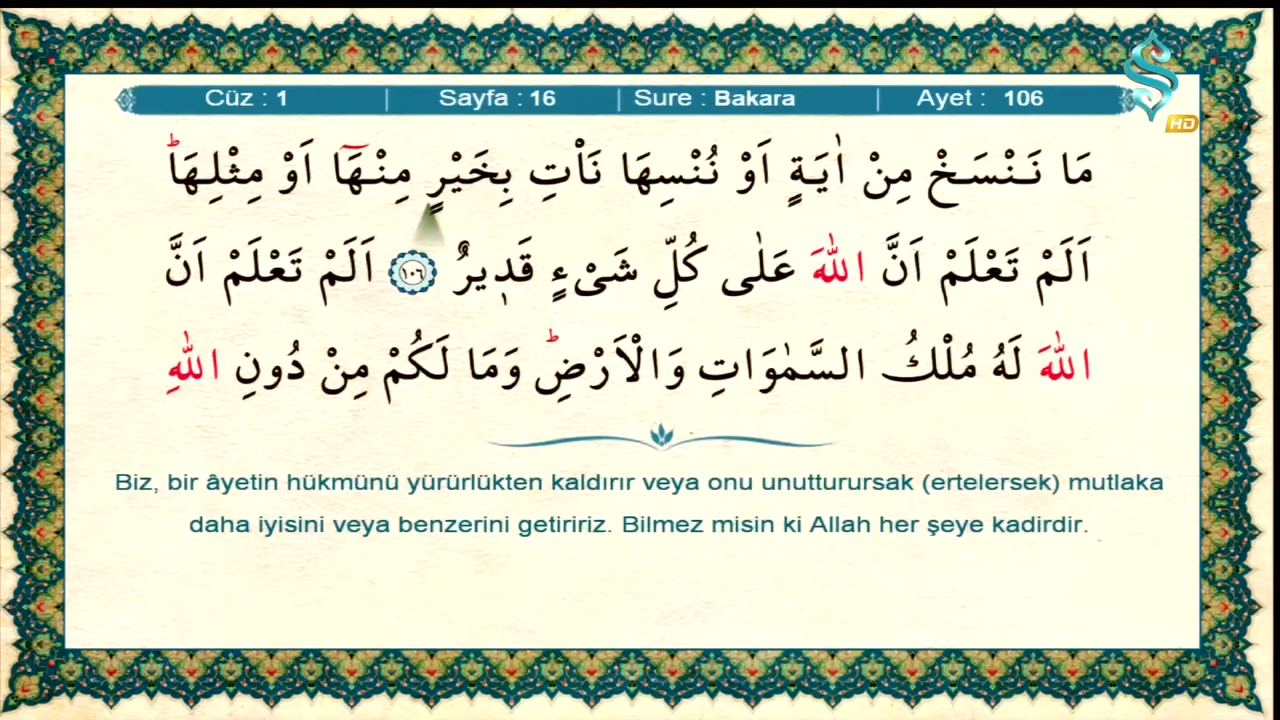 Cüz : 1 | Sayfa : 16 | Sure : Bakara | Ayet : 106
HD
مَا نَنْسَخْ مِنْ اٰيَةٍ اَوْ نُنْسِهَا نَأْتِ بِخَيْرٍ مِنْهَٓا اَوْ مِثْلِهَاۜ
اَلَمْ تَعْلَمْ اَنَّ اللّٰهَ عَلٰى كُلِّ شَىْءٍ قَد۪يرٌ ﴿١٠٦﴾ اَلَمْ تَعْلَمْ اَنَّ
اللّٰهَ لَهُ مُلْكُ السَّمٰوَاتِ وَالْاَرْضِۜ وَمَا لَكُمْ مِنْ دُونِ اللّٰهِ
Biz, bir âyetin hükmünü yürürlükten kaldırır veya onu unutturursak (ertelersek) mutlaka
daha iyisini veya benzerini getiririz. Bilmez misin ki Allah her şeye kadirdir.